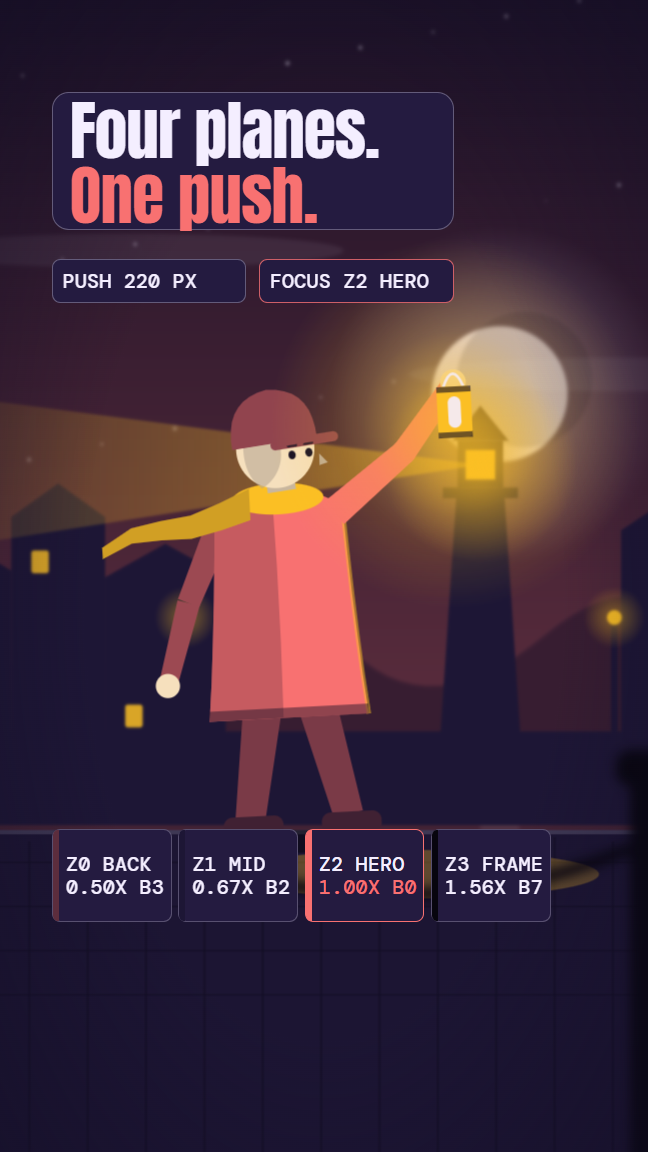 Four planes.
One push.
PUSH 220 PX
FOCUS Z2 HERO
Z0 BACK
0.50X B3
Z1 MID
0.67X B2
Z2 HERO
1.00X B0
Z3 FRAME
1.56X B7